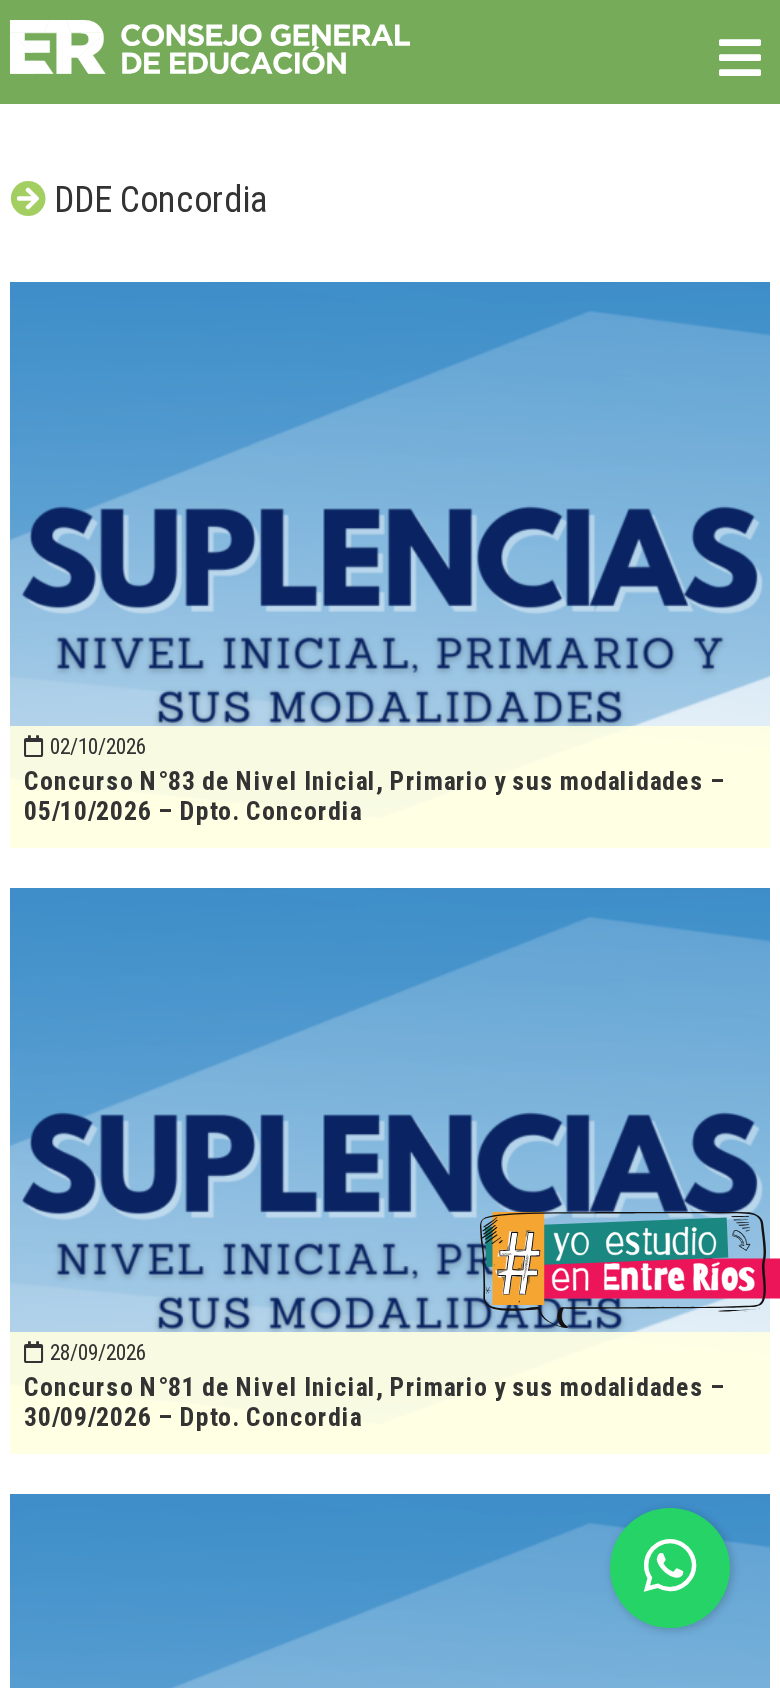 ER CONSEJO GENERAL
DE EDUCACIÓN
DDE Concordia
SUPLENCIAS
NIVEL INICIAL, PRIMARIO Y
SUS MODALIDADES
02/10/2026
Concurso N°83 de Nivel Inicial, Primario y sus modalidades –
05/10/2026 – Dpto. Concordia
SUPLENCIAS
NIVEL INICIAL, PR
SUS MODALIDADES
# yo estudio
en Entre Ríos
28/09/2026
Concurso N°81 de Nivel Inicial, Primario y sus modalidades –
30/09/2026 – Dpto. Concordia